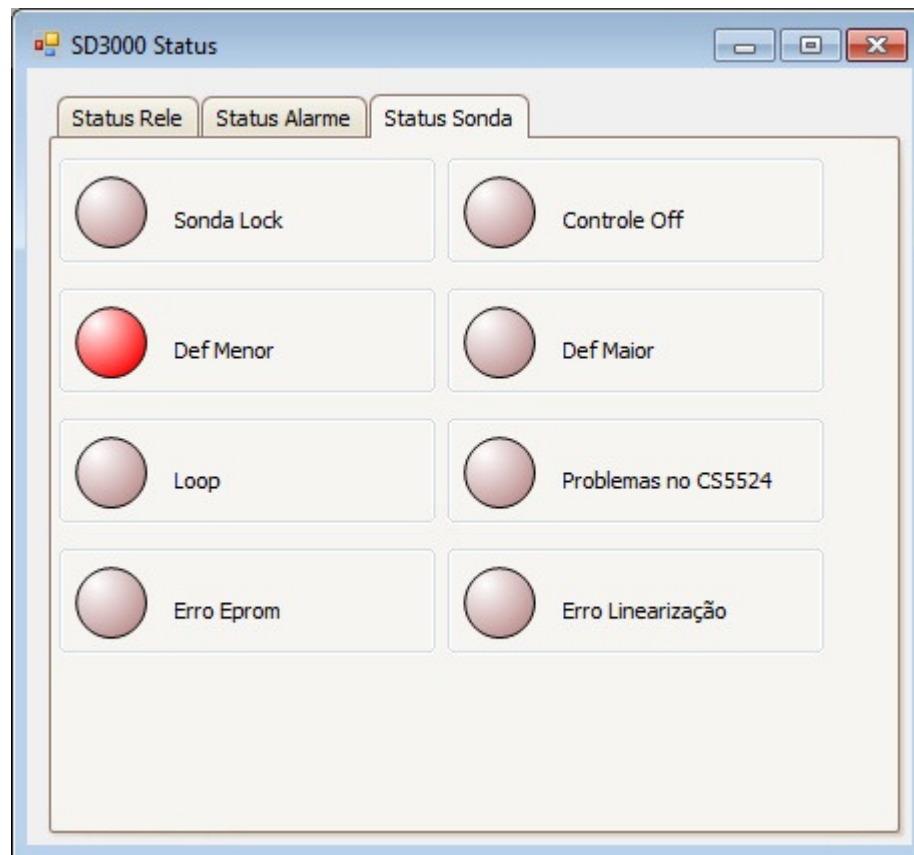 SD3000 Status
Status Rele Status Alarme Status Sonda
Sonda Lock Controle Off
Def Menor Def Maior
Loop Problemas no CS5524
Erro Eprom Erro Linearização